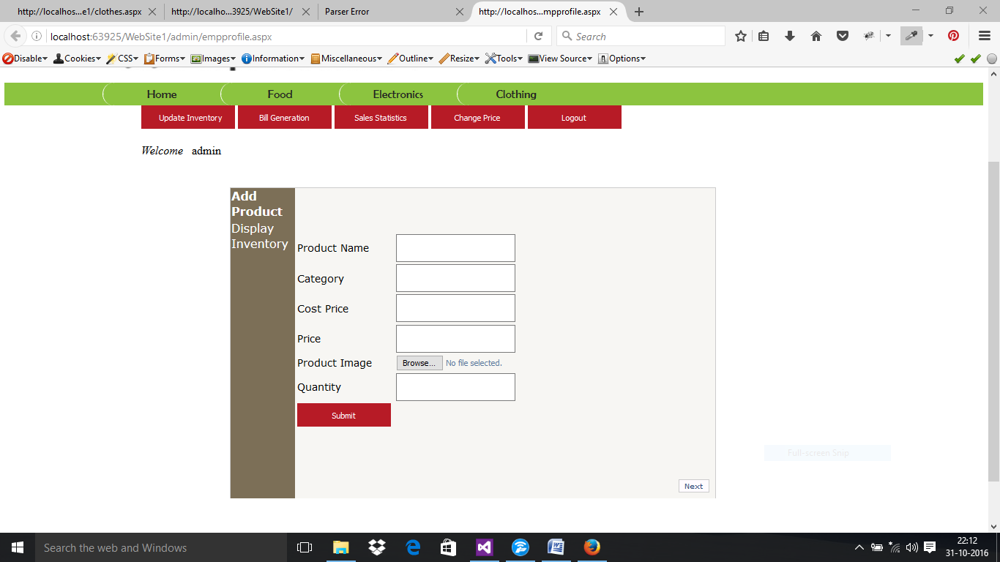 http://localhos...e1/clothes.aspx http://localho...3925/WebSite1/ Parser Error http://localhos...mpprofile.aspx
localhost:63925/WebSite1/admin/empprofile.aspx Search
Disable Cookies CSS Forms Images Information Miscellaneous Outline Resize Tools View Source Options
Home Food Electronics Clothing
Update Inventory Bill Generation Sales Statistics Change Price Logout
Welcome admin
Add
Product
Display
Inventory
Product Name
Category
Cost Price
Price
Product Image Browse... No file selected.
Quantity
Submit
Full-screen Snip
Next
Search the web and Windows
22:12
31-10-2016